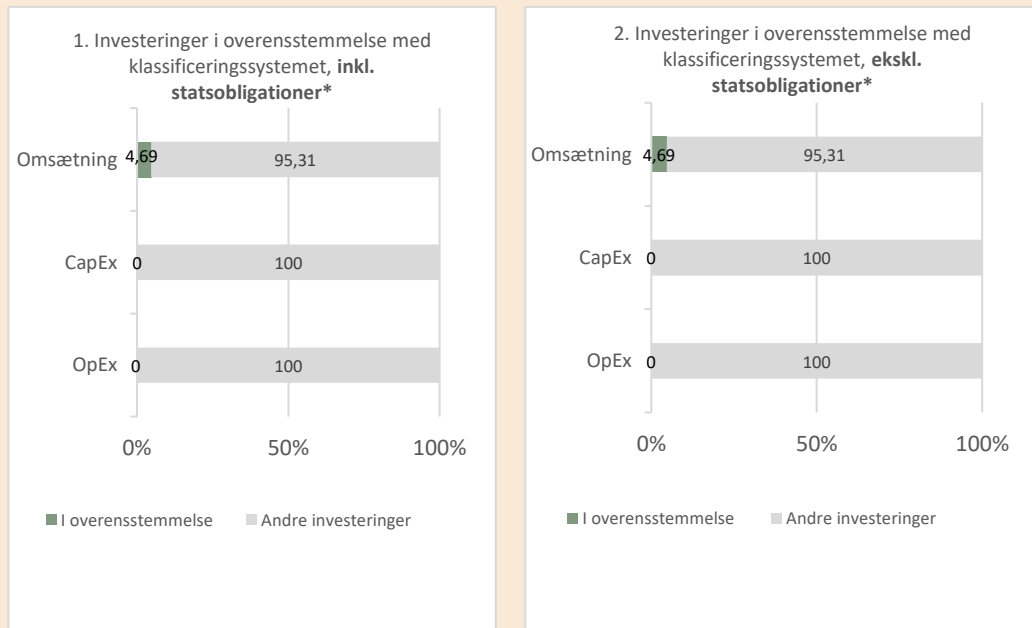 1. Investeringer i overensstemmelse med
klassificeringssystemet, inkl.
statsobligationer*
Omsætning 4,69 95,31
CapEx 0 100
OpEx 0 100
0% 50% 100%
I overensstemmelse Andre investeringer
2. Investeringer i overensstemmelse med
klassificeringssystemet, ekskl.
statsobligationer*
Omsætning 4,69 95,31
CapEx 0 100
OpEx 0 100
0% 50% 100%
I overensstemmelse Andre investeringer